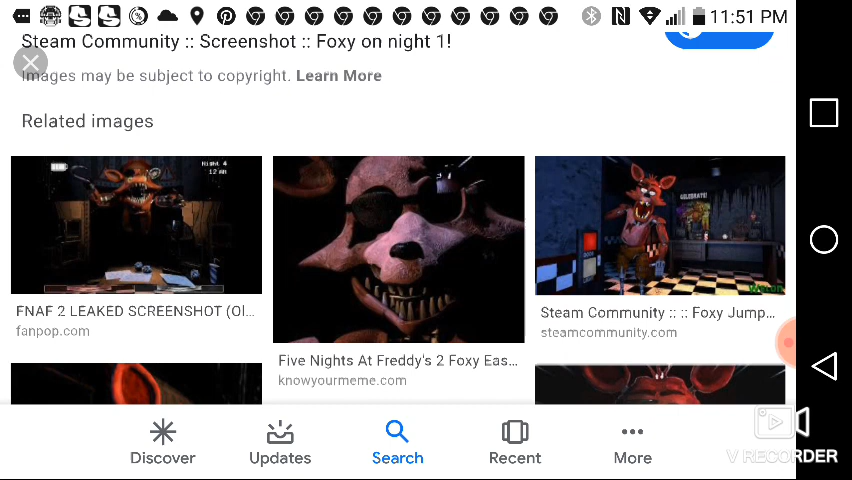 11:51 PM
Steam Community :: Screenshot :: Foxy on night 1!
Images may be subject to copyright. Learn More
Related images
Night 4
12 AM
CELEBRATE!
FNAF 2 LEAKED SCREENSHOT (Ol...
fanpop.com
Five Nights At Freddy's 2 Foxy Eas...
knowyourmeme.com
Steam Community :: :: Foxy Jump...
steamcommunity.com
Discover
Updates
Search
Recent
More
V RECORDER